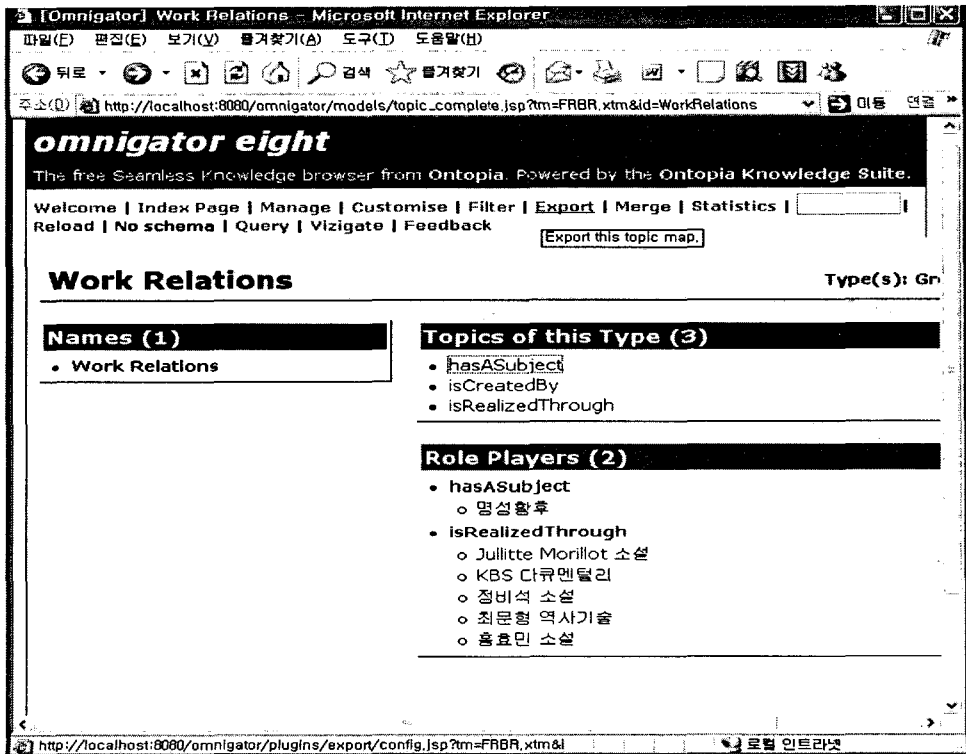 [Omnigator] Work Relations - Microsoft Internet Explorer
파일(F) 편집(E) 보기(V) 즐겨찾기(A) 도구(T) 도움말(H)
뒤로 검색 즐겨찾기
주소(D) http://localhost:8080/omnigator/models/topic_complete.jsp?tm=FRBR.xtm&id=WorkRelations 이동 연결 »
omnigator eight
The free Seamless Knowledge browser from Ontopia. Powered by the Ontopia Knowledge Suite.
Welcome | Index Page | Manage | Customise | Filter | Export | Merge | Statistics | |
Reload | No schema | Query | Vizigate | Feedback
Export this topic map.
Work Relations
Type(s): Gr
Names (1)
• Work Relations
Topics of this Type (3)
• hasASubject
• isCreatedBy
• isRealizedThrough
Role Players (2)
• hasASubject
o 명성황후
• isRealizedThrough
o Jullitte Morillot 소설
o KBS 다큐멘털리
o 정비석 소설
o 최문형 역사기술
o 홍효민 소설
http://localhost:8080/omnigator/plugins/export/config.jsp?tm=FRBR.xtm&i
로컬 인트라넷